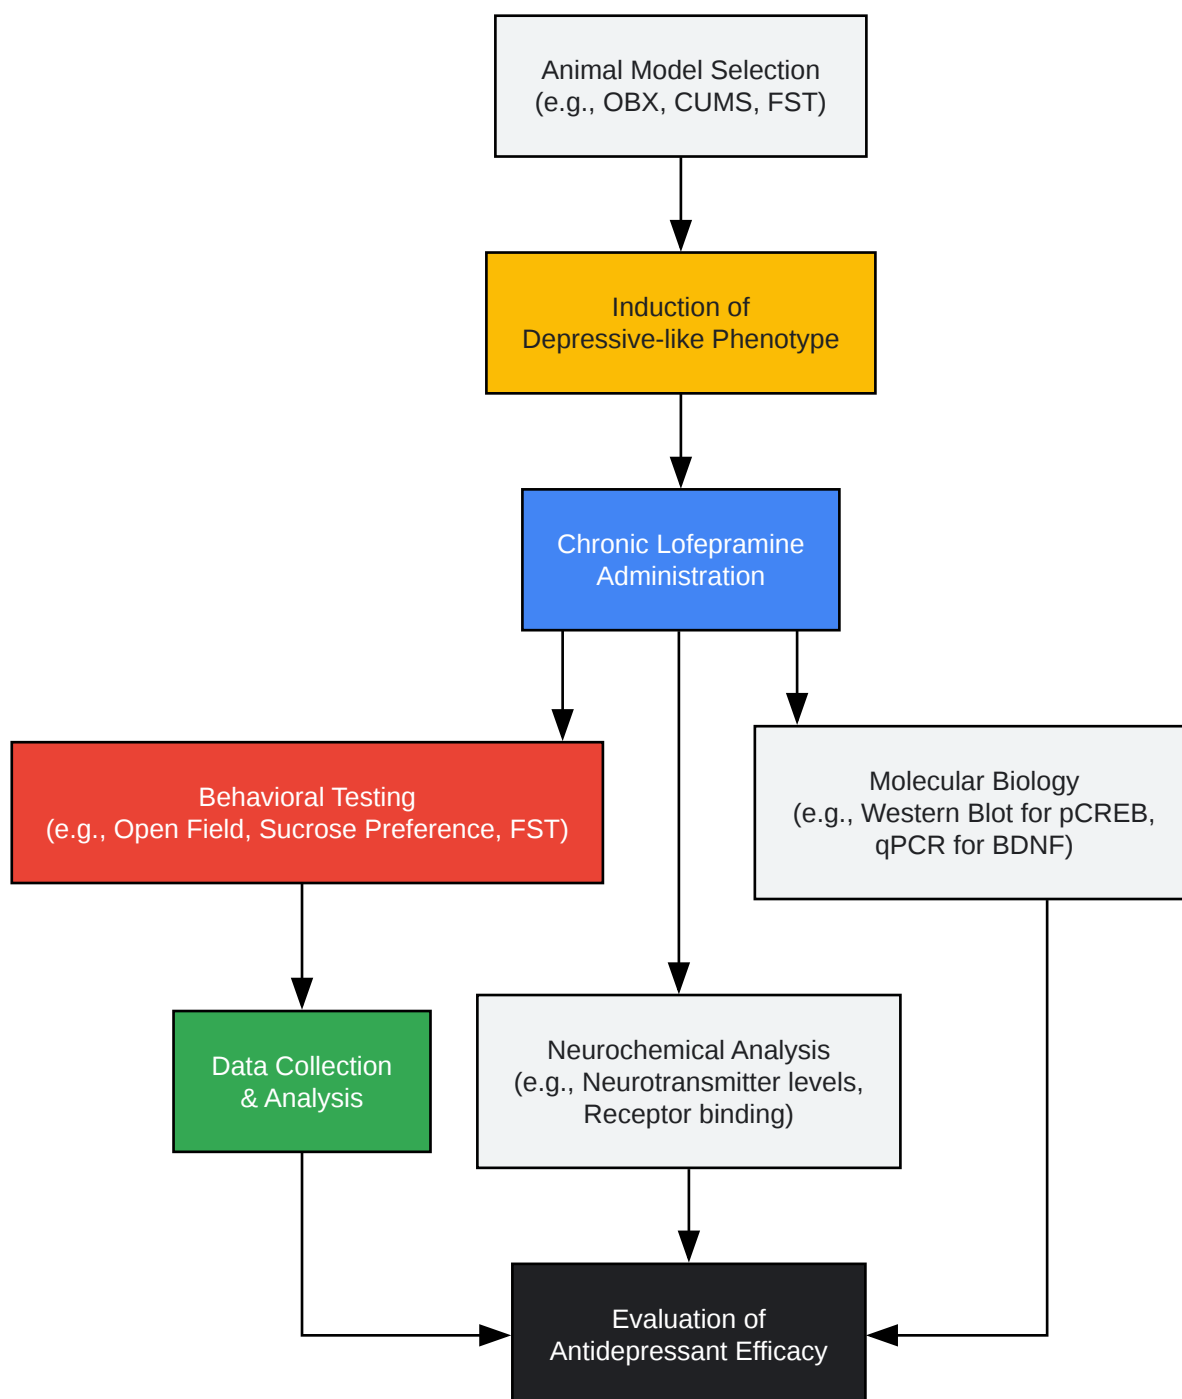 Animal Model Selection
(e.g., OBX, CUMS, FST)
Induction of
Depressive-like Phenotype
Chronic Lofepramine
Administration
Behavioral Testing
(e.g., Open Field, Sucrose Preference, FST)
Molecular Biology
(e.g., Western Blot for pCREB,
qPCR for BDNF)
Data Collection
& Analysis
Neurochemical Analysis
(e.g., Neurotransmitter levels,
Receptor binding)
Evaluation of
Antidepressant Efficacy